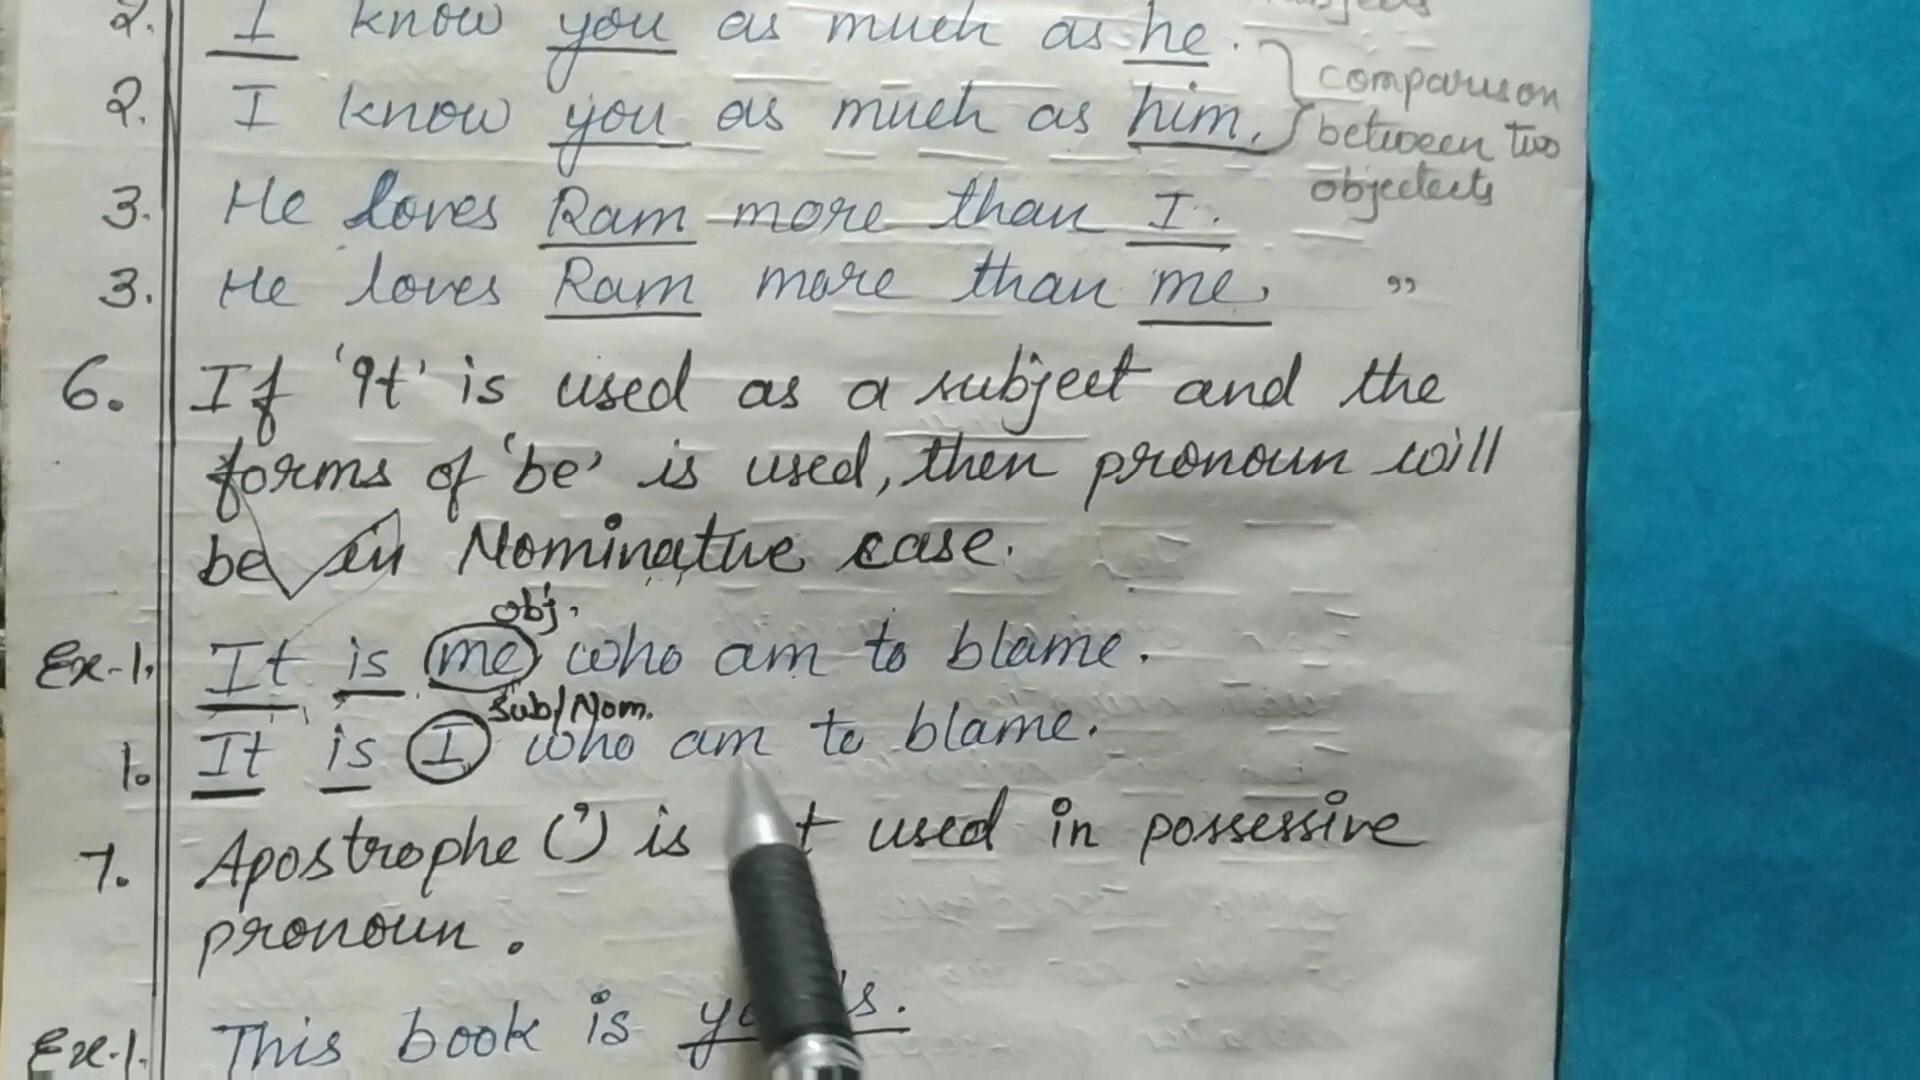 2. I know you as much as he.
2. I know you as much as him.
comparison
between two
objectects
3. He loves Ram more than I.
3. He loves Ram more than me. ”
6. If 'It' is used as a subject and the
forms of 'be' is used, then pronoun will
be in Nominative case.
obj.
Ex-1. It is me who am to blame.
Sub/Nom.
1. It is I who am to blame.
7. Apostrophe (') is used in possessive
pronoun.
Ex-1. This book is